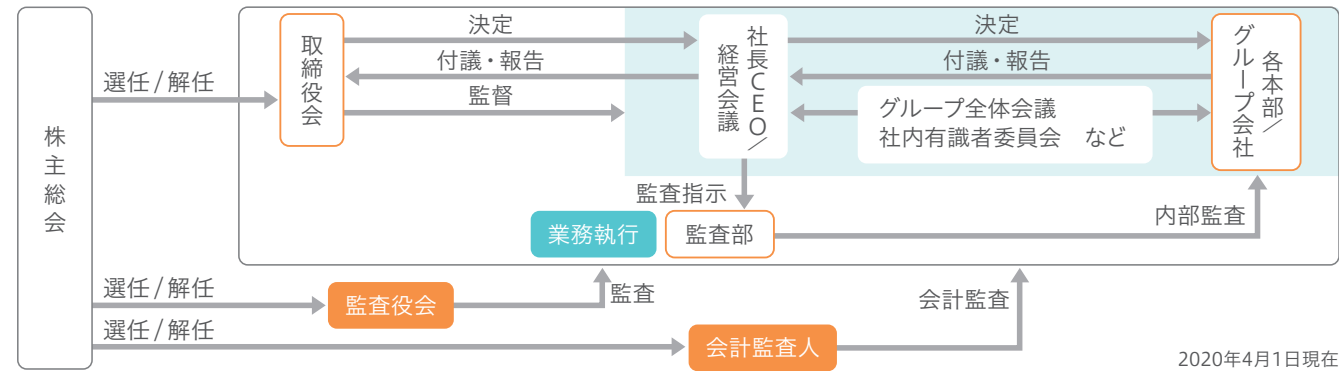 株主総会
選任/解任
取締役会
決定
付議・報告
監督
社長CEO/
経営会議
決定
付議・報告
グループ全体会議
社内有識者委員会　など
各本部/
グループ会社
監査指示
業務執行
監査部
内部監査
選任/解任
監査役会
監査
会計監査
選任/解任
会計監査人
2020年4月1日現在